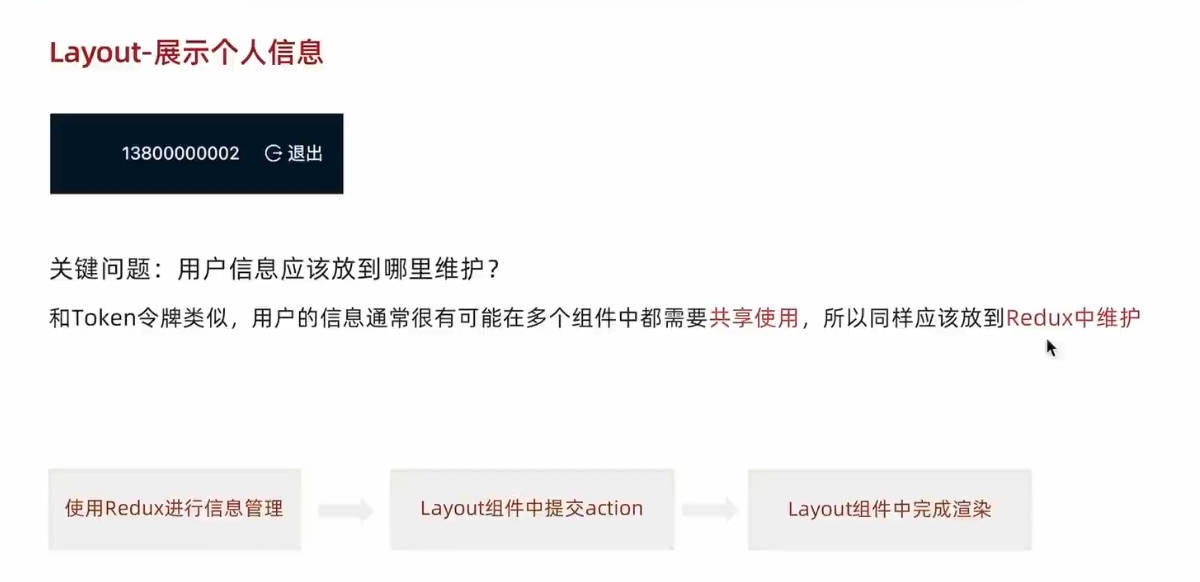 Layout-展示个人信息
13800000002 退出
关键问题：用户信息应该放到哪里维护？
和Token令牌类似，用户的信息通常很有可能在多个组件中都需要共享使用，所以同样应该放到Redux中维护
使用Redux进行信息管理
Layout组件中提交action
Layout组件中完成渲染